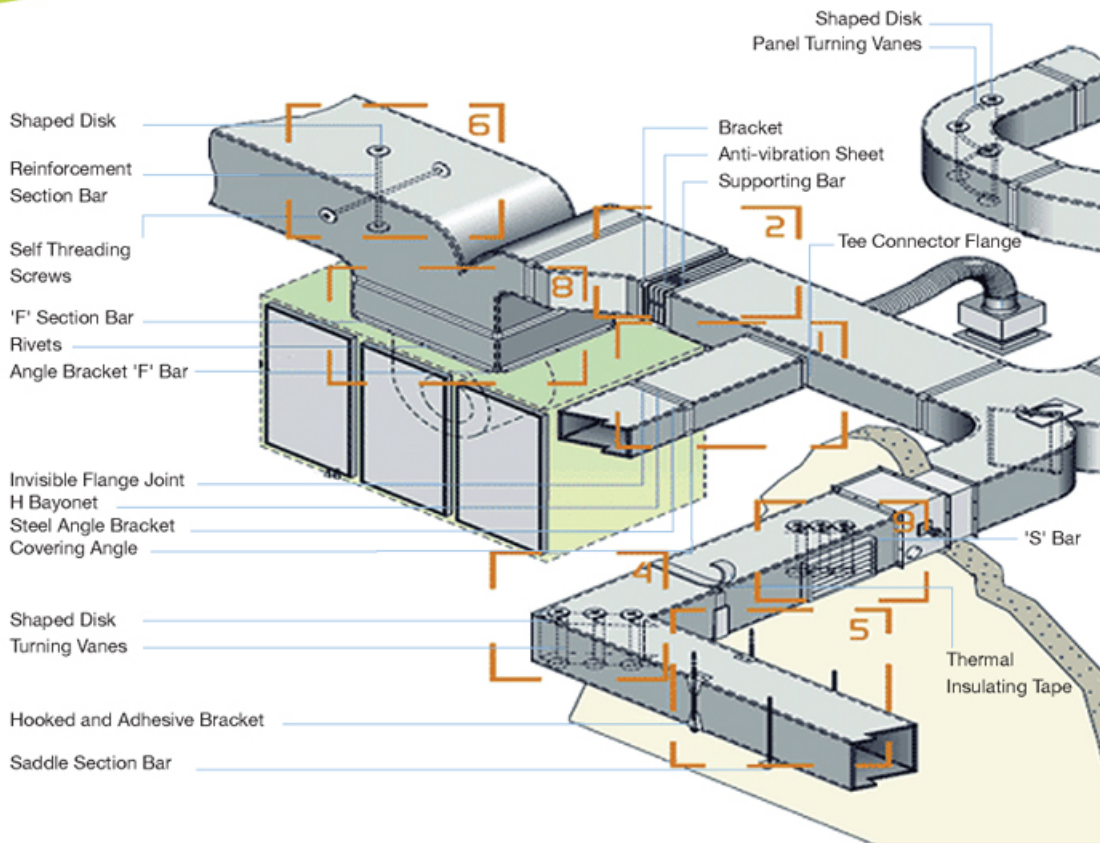 Shaped Disk
Panel Turning Vanes
Shaped Disk
6
Bracket
Reinforcement
Section Bar
Anti-vibration Sheet
Supporting Bar
2
Tee Connector Flange
Self Threading
Screws
8
'F' Section Bar
Rivets
1
Angle Bracket 'F' Bar
Invisible Flange Joint
H Bayonet
Steel Angle Bracket
Covering Angle
9
'S' Bar
4
Shaped Disk
Turning Vanes
5
Thermal
Insulating Tape
Hooked and Adhesive Bracket
Saddle Section Bar